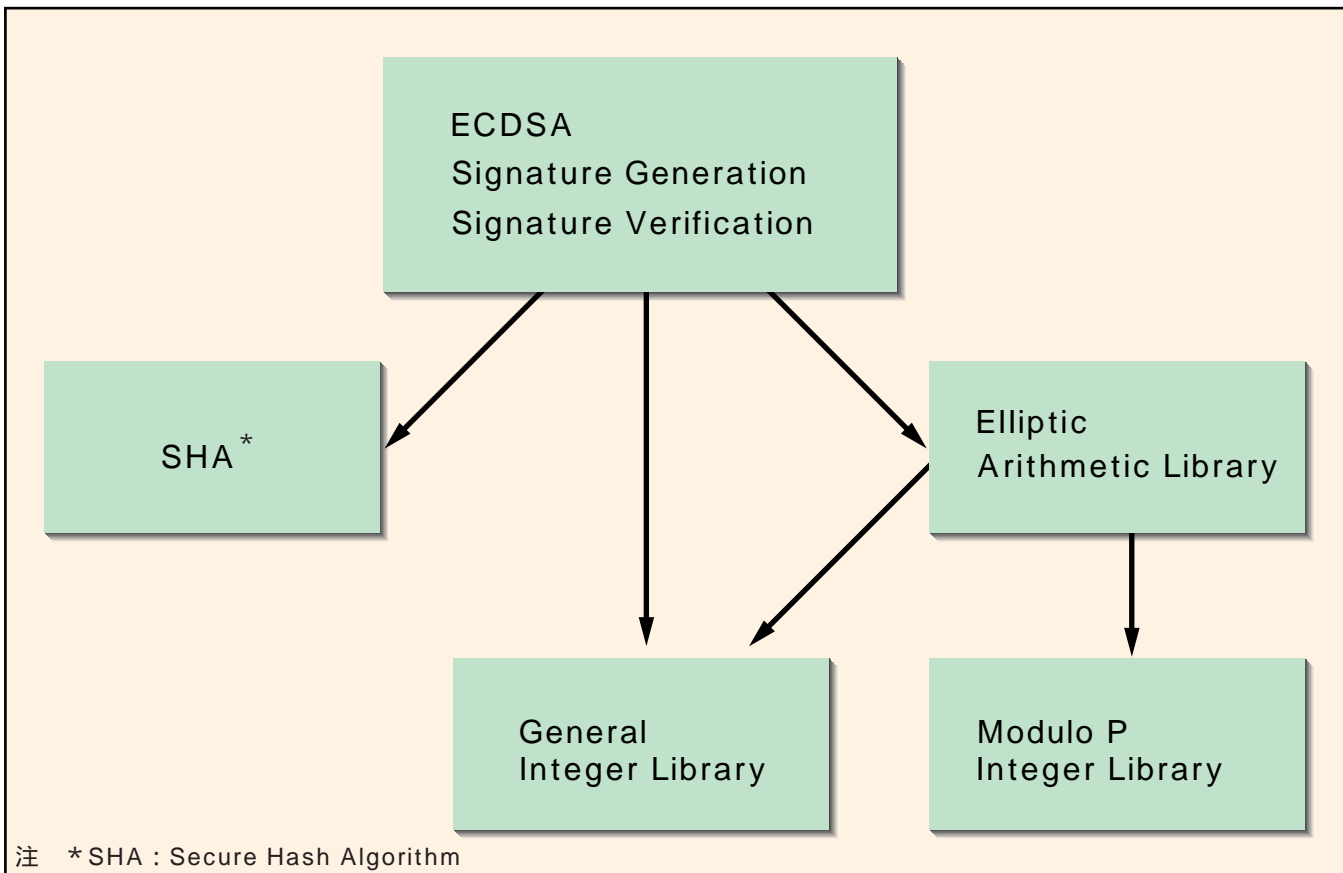 ECDSA
Signature Generation
Signature Verification
SHA*
Elliptic
Arithmetic Library
General
Integer Library
Modulo P
Integer Library
注 *SHA : Secure Hash Algorithm